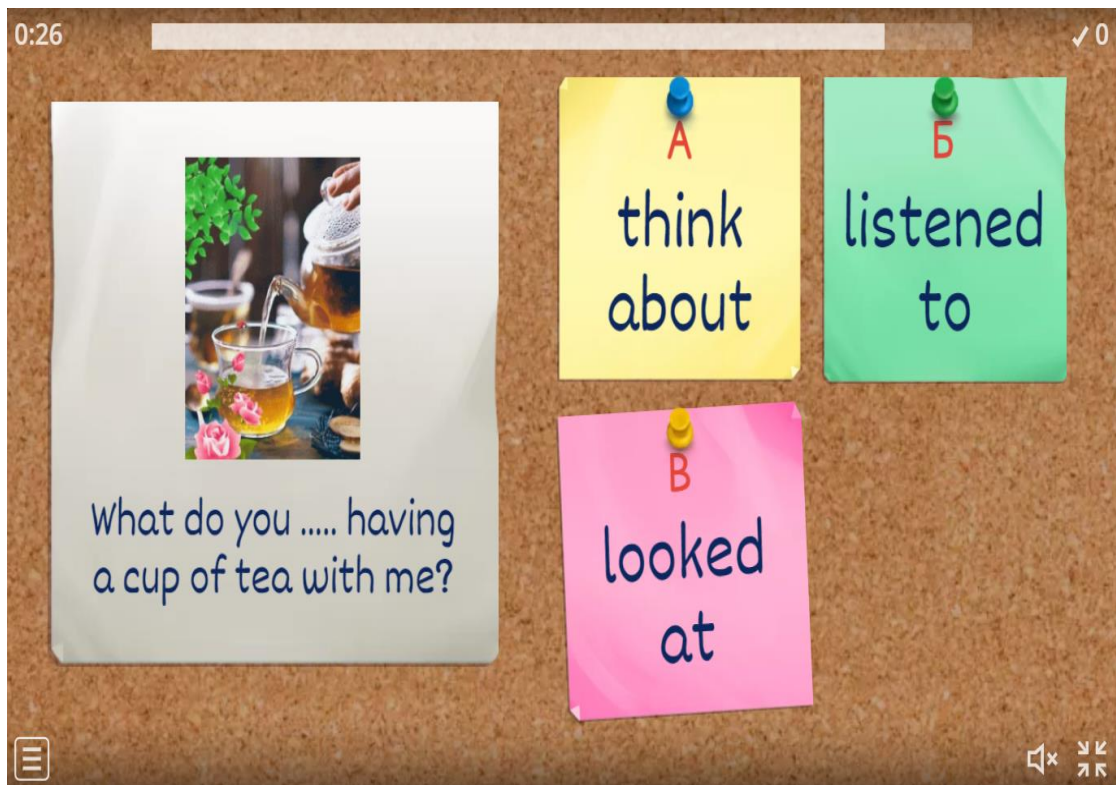 0:26
✓0
What do you ..... having
a cup of tea with me?
А
think
about
Б
listened
to
В
looked
at